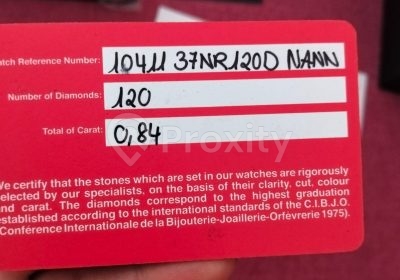 atch Reference Number: 10411 37NR120D NANN
Number of Diamonds: 120
Total of Carat: 0,84
Proxity
We certify that the stones which are set in our watches are rigorously
selected by our specialists, on the basis of their clarity, cut, colour
and carat. The diamonds correspond to the highest graduation
established according to the international standards of the C.I.B.J.O.
(Conférence Internationale de la Bijouterie-Joaillerie-Orfèvrerie 1975).